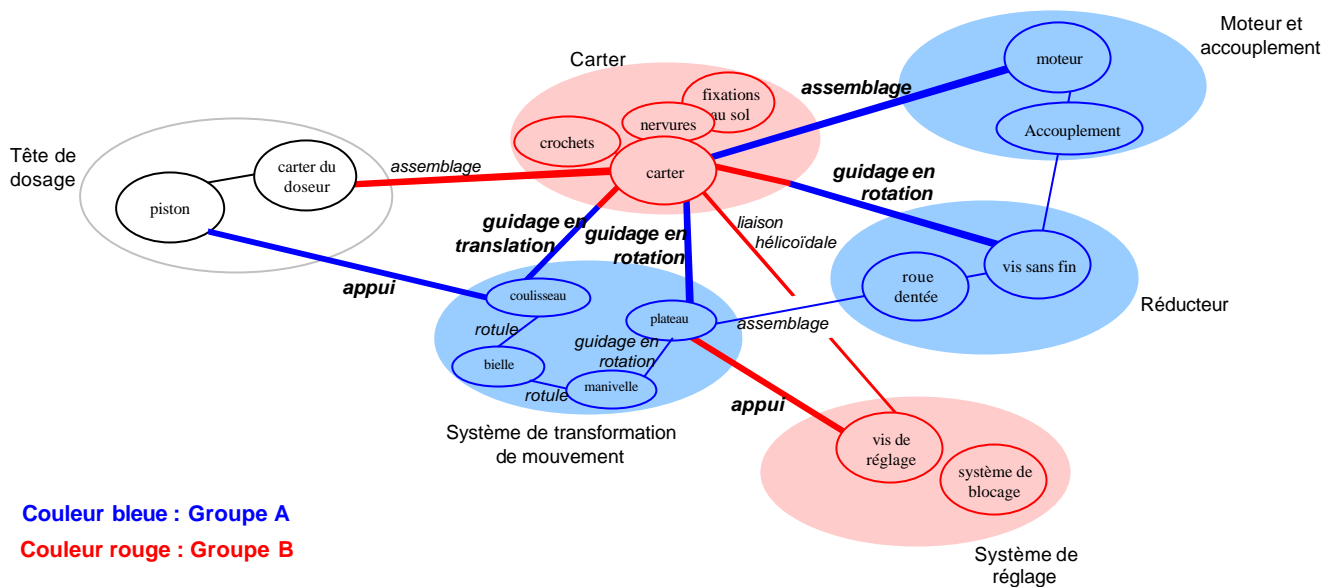 Moteur et
accouplement
Carter
moteur
assemblage
fixations
au sol
nervures
crochets
Accouplement
Tête de
dosage
carter du
doseur
assemblage
carter
guidage en
rotation
piston
guidage en
translation
guidage en
rotation
liaison
hélicoïdale
vis sans fin
roue
dentée
appui
coulisseau
Réducteur
plateau
assemblage
rotule
guidage en
rotation
bielle
rotule
manivelle
appui
Système de transformation
de mouvement
vis de
réglage
système de
blocage
Couleur bleue : Groupe A
Couleur rouge : Groupe B
Système de
réglage